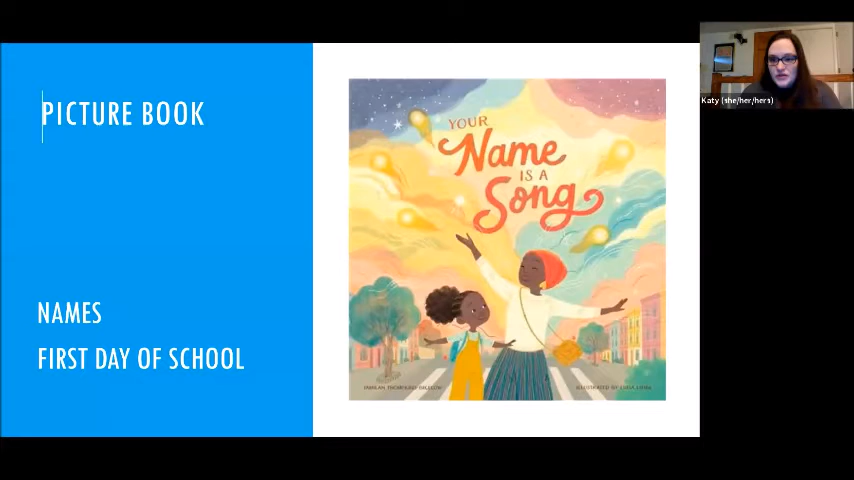 PICTURE BOOK
NAMES
FIRST DAY OF SCHOOL
YOUR
Name
IS A
Song
Katy (she/her/hers)